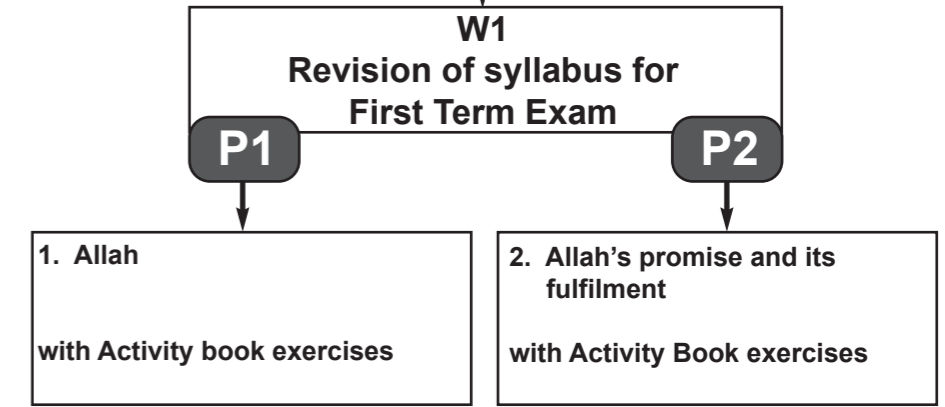 W1
Revision of syllabus for
First Term Exam
P1
P2
1. Allah
with Activity book exercises
2. Allah’s promise and its
fulfilment
with Activity Book exercises